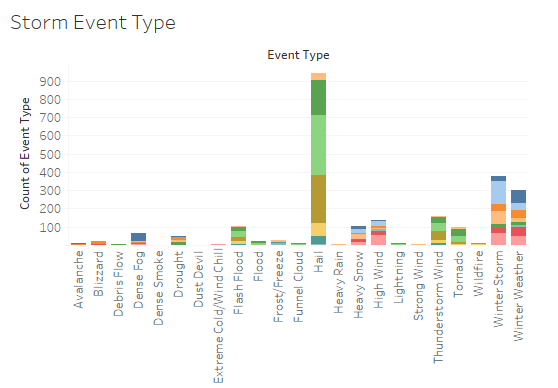 Storm Event Type
Event Type
Count of Event Type
900
800
700
600
500
400
300
200
100
Avalanche
Blizzard
Debris Flow
Dense Fog
Dense Smoke
Drought
Dust Devil
Extreme Cold/Wind Chill
Flash Flood
Flood
Frost/Freeze
Funnel Cloud
Hail
Heavy Rain
Heavy Snow
High Wind
Lightning
Strong Wind
Thunderstorm Wind
Tornado
Wildfire
Winter Storm
Winter Weather